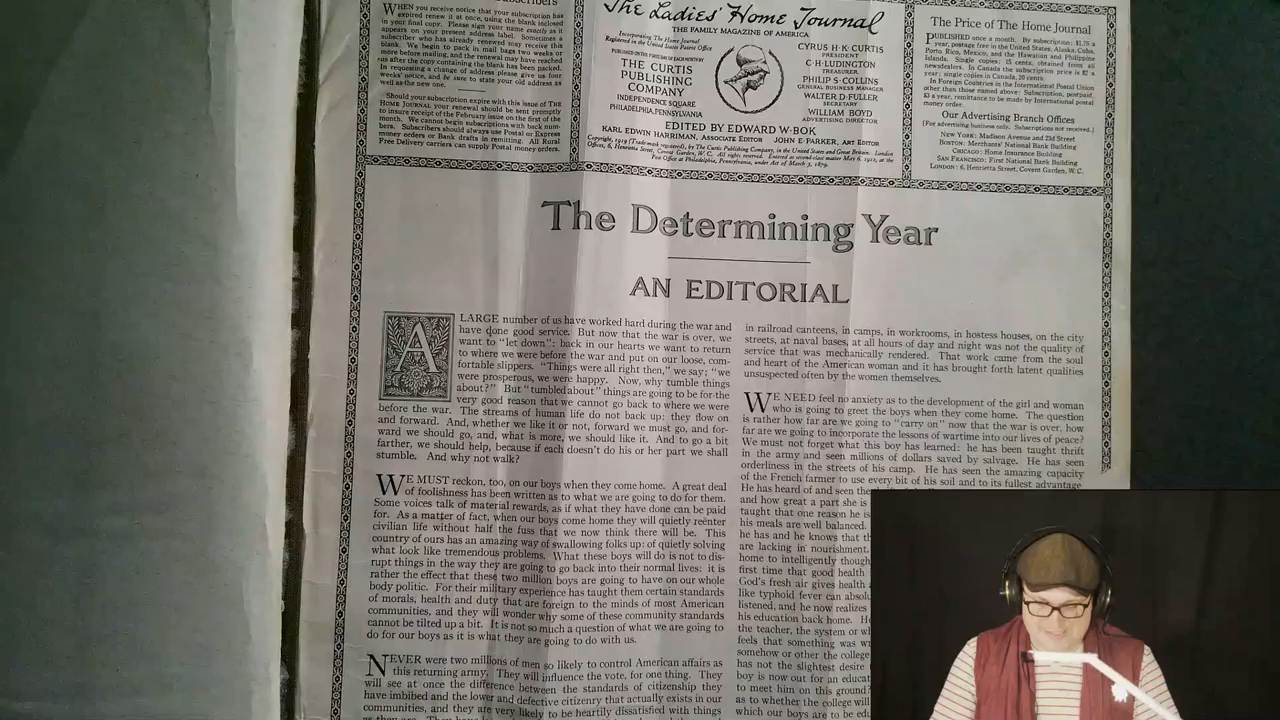 WHEN you receive notice that your subscription has
expired renew it at once, using the blank inclosed
in your final copy. Please sign your name exactly as it
appears on your present address label. Sometimes a
subscriber who has already renewed may receive this
blank. We begin to pack in mail bags two weeks or
more before mailing, and the renewal may have reached
us after the copy containing the blank has been packed.
In requesting a change of address please give us four
weeks' notice, and be sure to state your old address as
well as the new one.
Should your subscription expire with this issue of THE
HOME JOURNAL your renewal should be sent promptly
to insure receipt of the February issue on the first of the
month. We cannot begin subscriptions with back num-
bers. Subscribers should always use Postal or Express
money orders or Bank drafts in remitting. All Rural
Free Delivery carriers can supply Postal money orders.
The Ladies' Home Journal
THE FAMILY MAGAZINE OF AMERICA
Incorporating The Home Journal
Registered in the United States Patent Office
THE CURTIS
PUBLISHING
COMPANY
INDEPENDENCE SQUARE
PHILADELPHIA, PENNSYLVANIA
CYRUS H·K·CURTIS
PRESIDENT
C·H·LUDINGTON
TREASURER
PHILIP S·COLLINS
GENERAL BUSINESS MANAGER
WALTER D·FULLER
SECRETARY
WILLIAM BOYD
ADVERTISING DIRECTOR
EDITED BY EDWARD W·BOK
KARL EDWIN HARRIMAN, ASSOCIATE EDITOR JOHN E·PARKER, ART EDITOR
Copyright, 1919 (Trade mark registered), by The Curtis Publishing Company, in the United States and Great Britain. London
Offices, 6, Henrietta Street, Covent Garden, W. C. All rights reserved. Entered as second-class matter May 6, 1911, at the
Post Office at Philadelphia, Pennsylvania, under Act of March 3, 1879.
The Price of The Home Journal
PUBLISHED once a month. By subscription: $1.75 a
year, postage free in the United States, Alaska, Cuba,
Porto Rico, Mexico, and the Hawaiian and Philippine
Islands. Single copies: 15 cents, obtained from all
newsdealers. In Canada the subscription price is $2 a
year; single copies in Canada, 20 cents.
In Foreign Countries in the International Postal Union
other than those named above: Subscription, postpaid,
$3 a year, remittance to be made by International postal
money order.
Our Advertising Branch Offices
[For advertising business only. Subscriptions not received.]
NEW YORK: Madison Avenue and 23d Street
BOSTON: Merchants' National Bank Building
CHICAGO: Home Insurance Building
SAN FRANCISCO: First National Bank Building
LONDON: 6, Henrietta Street, Covent Garden, W. C.
The Determining Year
AN EDITORIAL
A LARGE number of us have worked hard during the war and
have done good service. But now that the war is over, we
want to "let down": back in our hearts we want to return
to where we were before the war and put on our loose, com-
fortable slippers. "Things were all right then," we say; "we
were prosperous, we were happy. Now, why tumble things
about?" But "tumbled about" things are going to be for the
very good reason that we cannot go back to where we were
before the war. The streams of human life do not back up: they flow on
and forward. And, whether we like it or not, forward we must go, and for-
ward we should go, and, what is more, we should like it. And to go a bit
farther, we should help, because if each doesn't do his or her part we shall
stumble. And why not walk?
WE MUST reckon, too, on our boys when they come home. A great deal
of foolishness has been written as to what we are going to do for them.
Some voices talk of material rewards, as if what they have done can be paid
for. As a matter of fact, when our boys come home they will quietly reënter
civilian life without half the fuss that we now think there will be. This
country of ours has an amazing way of swallowing folks up: of quietly solving
what look like tremendous problems. What these boys will do is not to dis-
rupt things in the way they are going to go back into their normal lives: it is
rather the effect that these two million boys are going to have on our whole
body politic. For their military experience has taught them certain standards
of morals, health and duty that are foreign to the minds of most American
communities, and they will wonder why some of these community standards
cannot be tilted up a bit. It is not so much a question of what we are going to
do for our boys as it is what they are going to do with us.
NEVER were two millions of men so likely to control American affairs as
this returning army. They will influence the vote, for one thing. They
will see at once the difference between the standards of citizenship they
have imbibed and the lower and defective citizenry that actually exists in our
communities, and they are very likely to be heartily dissatisfied with things
in railroad canteens, in camps, in workrooms, in hostess houses, on the city
streets, at naval bases, at all hours of day and night was not the quality of
service that was mechanically rendered. That work came from the soul
and heart of the American woman and it has brought forth latent qualities
unsuspected often by the women themselves.
WE NEED feel no anxiety as to the development of the girl and woman
who is going to greet the boys when they come home. The question
is rather how far are we going to "carry on" now that the war is over, how
far are we going to incorporate the lessons of wartime into our lives of peace?
We must not forget what this boy has learned: he has been taught thrift
in the army and seen millions of dollars saved by salvage. He has seen
orderliness in the streets of his camp. He has seen the amazing capacity
of the French farmer to use every bit of his soil and to its fullest advantage
He has heard of and seen the
and how great a part she is
taught that one reason he is
his meals are well balanced.
he has and he knows that th
are lacking in nourishment.
home to intelligently though
first time that good health
God's fresh air gives health
like typhoid fever can absolu
listened, and he now realizes
his education back home. He
the teacher, the system or wh
feels that something was wr
somehow or other the college
has not the slightest desire
boy is now out for an educat
to meet him on this ground?
as to whether the college will
which our boys are to be edu